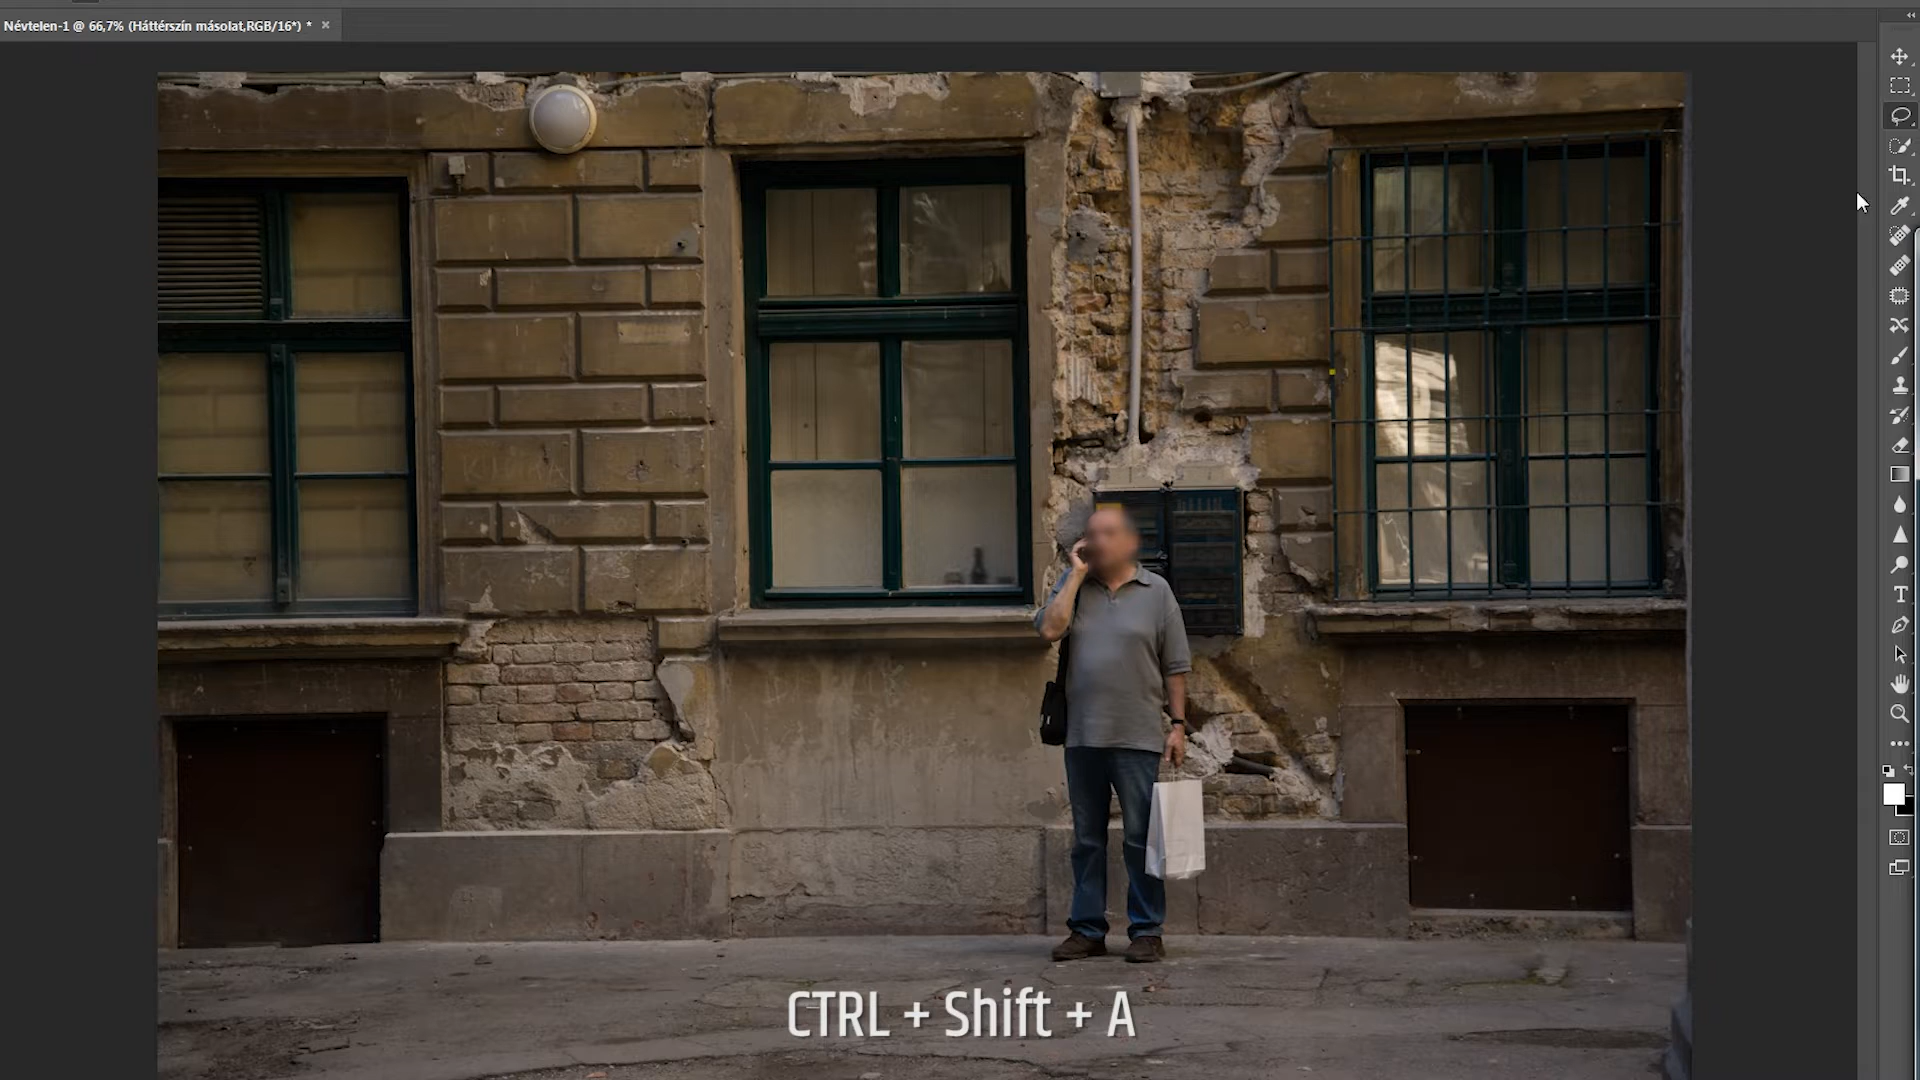 Névtelen-1 @ 66,7% (Háttérszín másolat,RGB/16*) *
CTRL + Shift + A